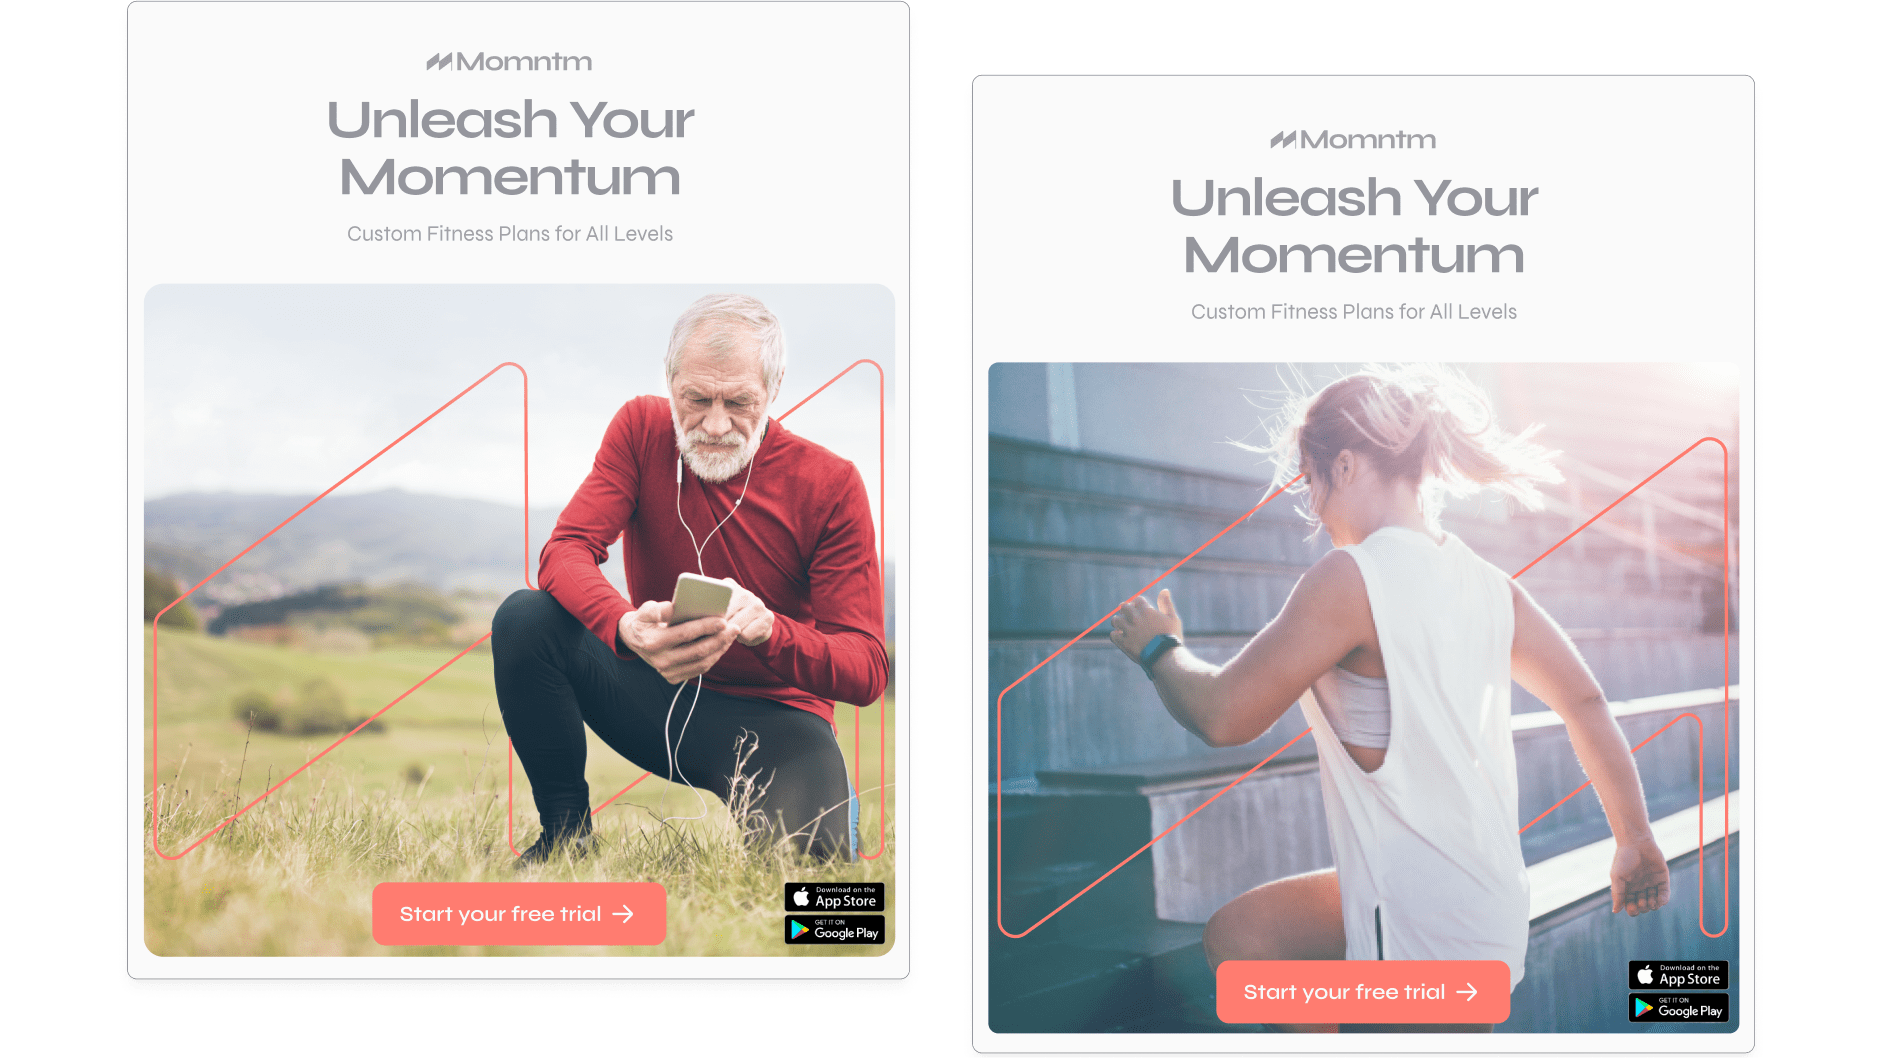 Momntm
Unleash Your
Momentum
Custom Fitness Plans for All Levels
Start your free trial
Download on the
App Store
GET IT ON
Google Play
Momntm
Unleash Your
Momentum
Custom Fitness Plans for All Levels
Start your free trial
Download on the
App Store
GET IT ON
Google Play